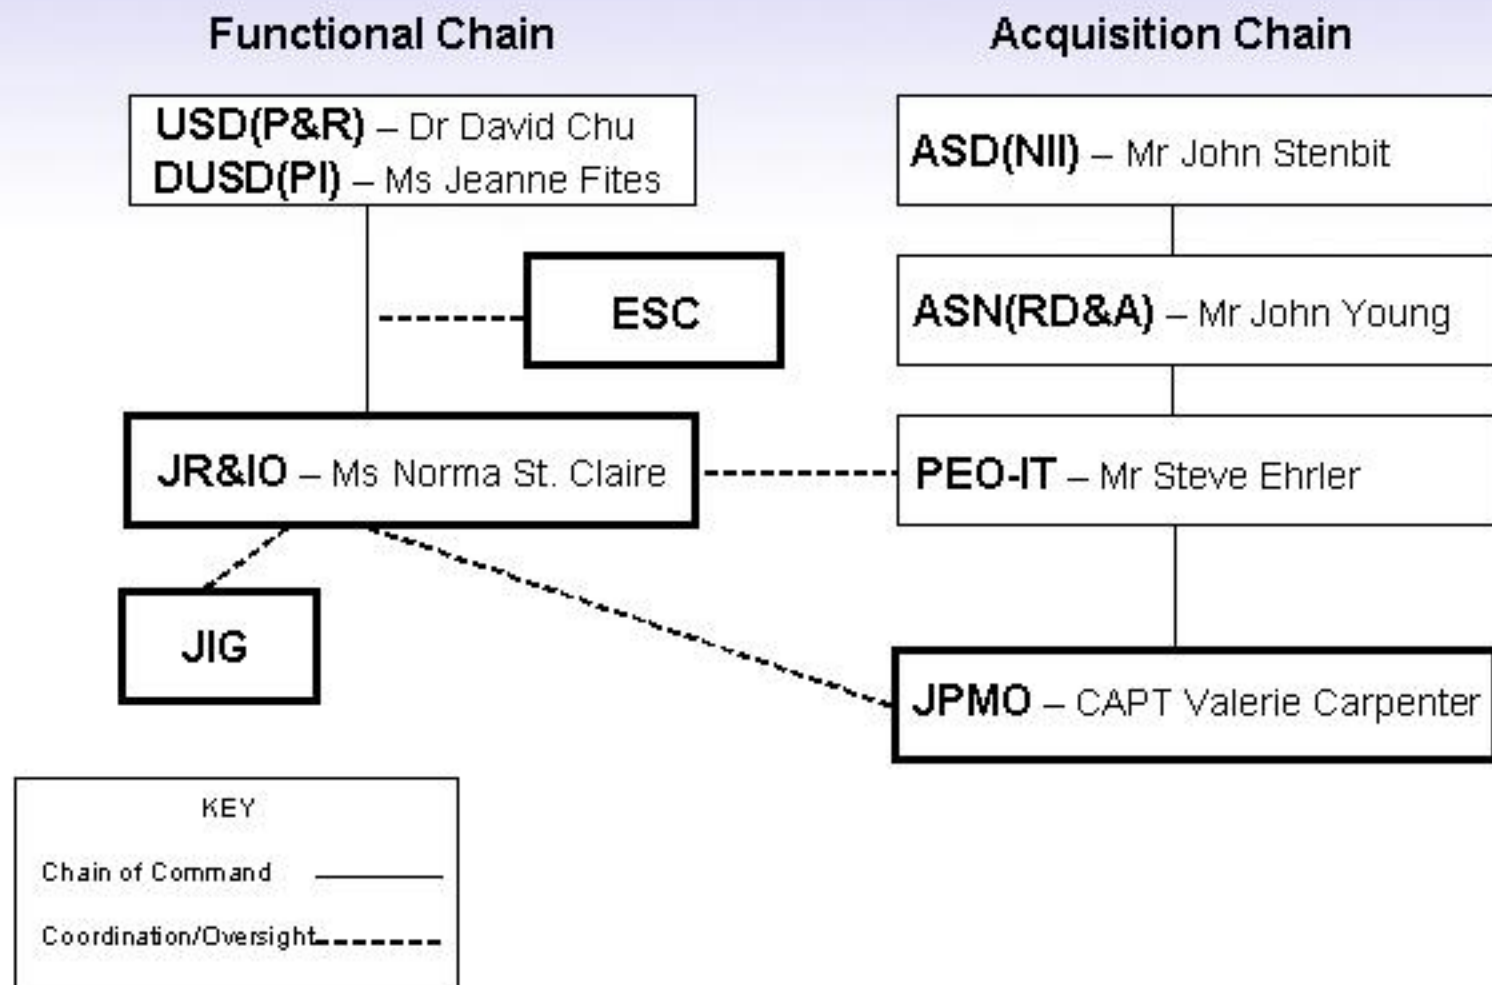 Functional Chain
Acquisition Chain
USD(P&R) – Dr David Chu
DUSD(PI) – Ms Jeanne Fites
ASD(NII) – Mr John Stenbit
ESC
ASN(RD&A) – Mr John Young
JR&IO – Ms Norma St. Claire
PEO-IT – Mr Steve Ehrler
JIG
JPMO – CAPT Valerie Carpenter
KEY
Chain of Command
Coordination/Oversight